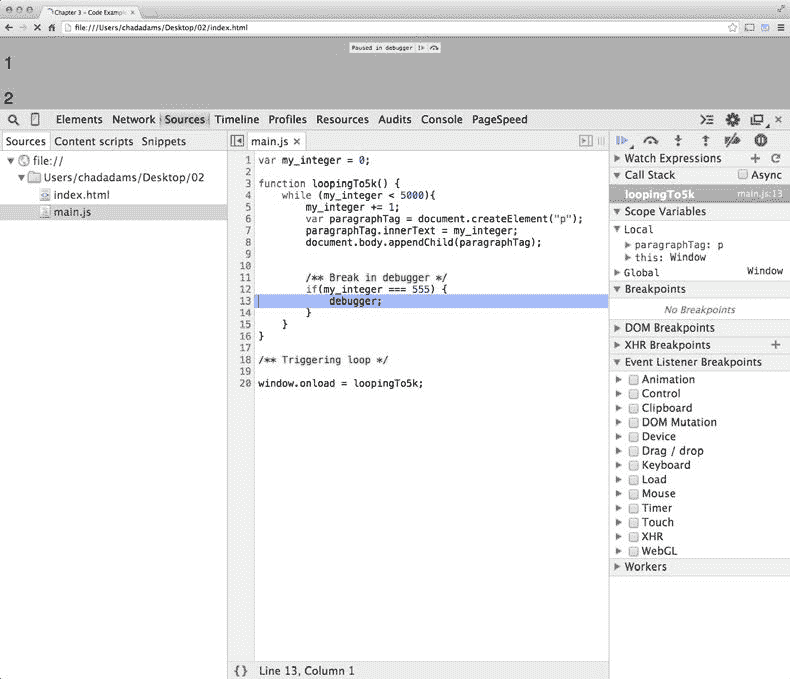 Chapter 3 - Code Example
file:///Users/chadadams/Desktop/02/index.html
Paused in debugger
1
2
Elements Network Sources Timeline Profiles Resources Audits Console PageSpeed
Sources Content scripts Snippets
file://
Users/chadadams/Desktop/02
index.html
main.js
main.js
1 var my_integer = 0;
2
3 function loopingTo5k() {
4 while (my_integer < 5000){
5 my_integer += 1;
6 var paragraphTag = document.createElement("p");
7 paragraphTag.innerText = my_integer;
8 document.body.appendChild(paragraphTag);
9
10
11 /** Break in debugger */
12 if(my_integer === 555) {
13 debugger;
14 }
15 }
16 }
17
18 /** Triggering loop */
19
20 window.onload = loopingTo5k;
{} Line 13, Column 1
Watch Expressions
Call Stack Async
loopingTo5k main.js:13
Scope Variables
Local
paragraphTag: p
this: Window
Global Window
Breakpoints
No Breakpoints
DOM Breakpoints
XHR Breakpoints
Event Listener Breakpoints
Animation
Control
Clipboard
DOM Mutation
Device
Drag / drop
Keyboard
Load
Mouse
Timer
Touch
XHR
WebGL
Workers